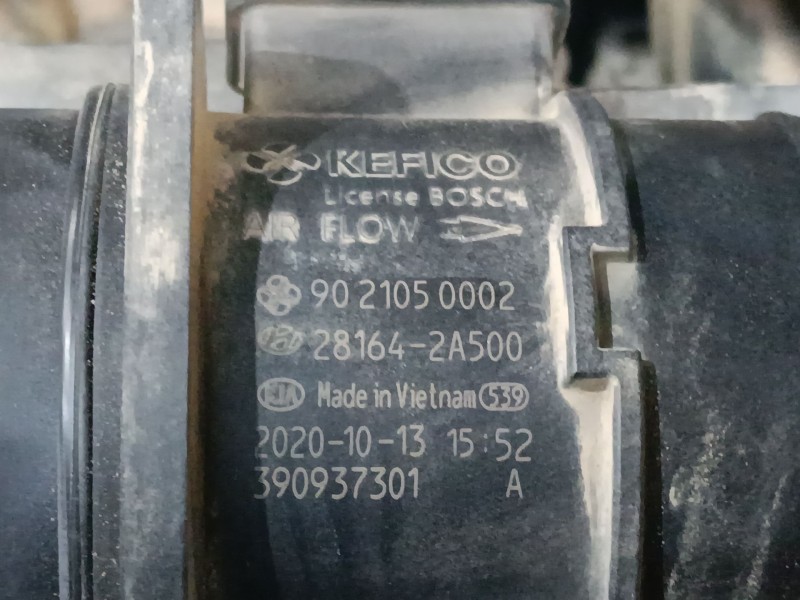 KEFICO
License BOSCH
AIR FLOW
90 2105 0002
28164-2A500
KIA Made in Vietnam 539
2020-10-13 15:52
390937301 A